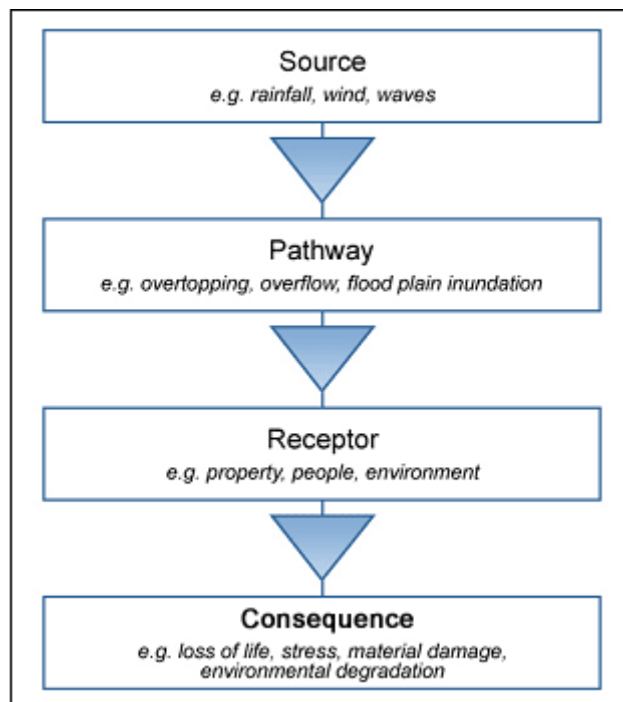 Source
e.g. rainfall, wind, waves
Pathway
e.g. overtopping, overflow, flood plain inundation
Receptor
e.g. property, people, environment
Consequence
e.g. loss of life, stress, material damage,
environmental degradation